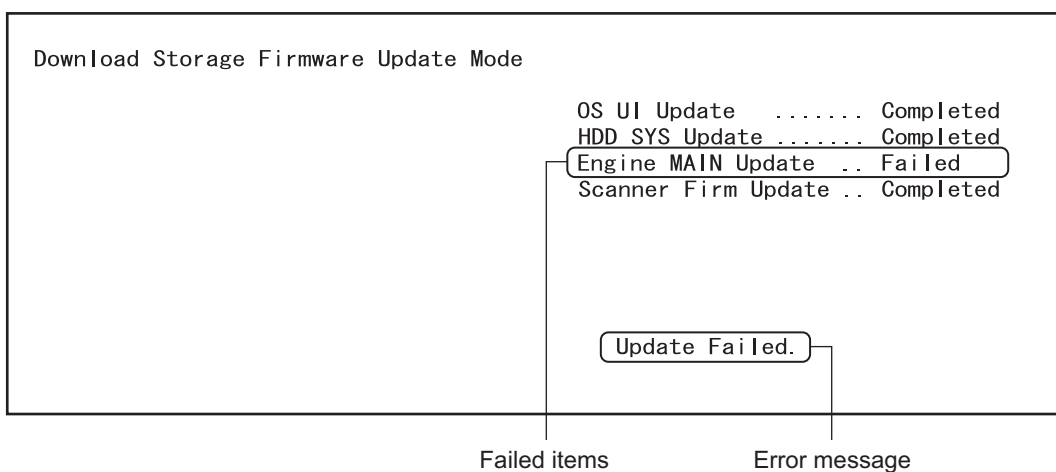 Download Storage Firmware Update Mode
OS UI Update ....... Completed
HDD SYS Update ....... Completed
Engine MAIN Update .. Failed
Scanner Firm Update .. Completed
Update Failed.
Failed items
Error message